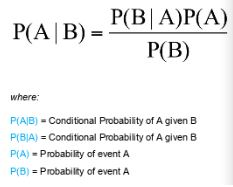 P(A | B) = P(B | A)P(A)
P(B)
where:
P(A|B) = Conditional Probability of A given B
P(B|A) = Conditional Probability of A given B
P(A) = Probability of event A
P(B) = Probability of event A